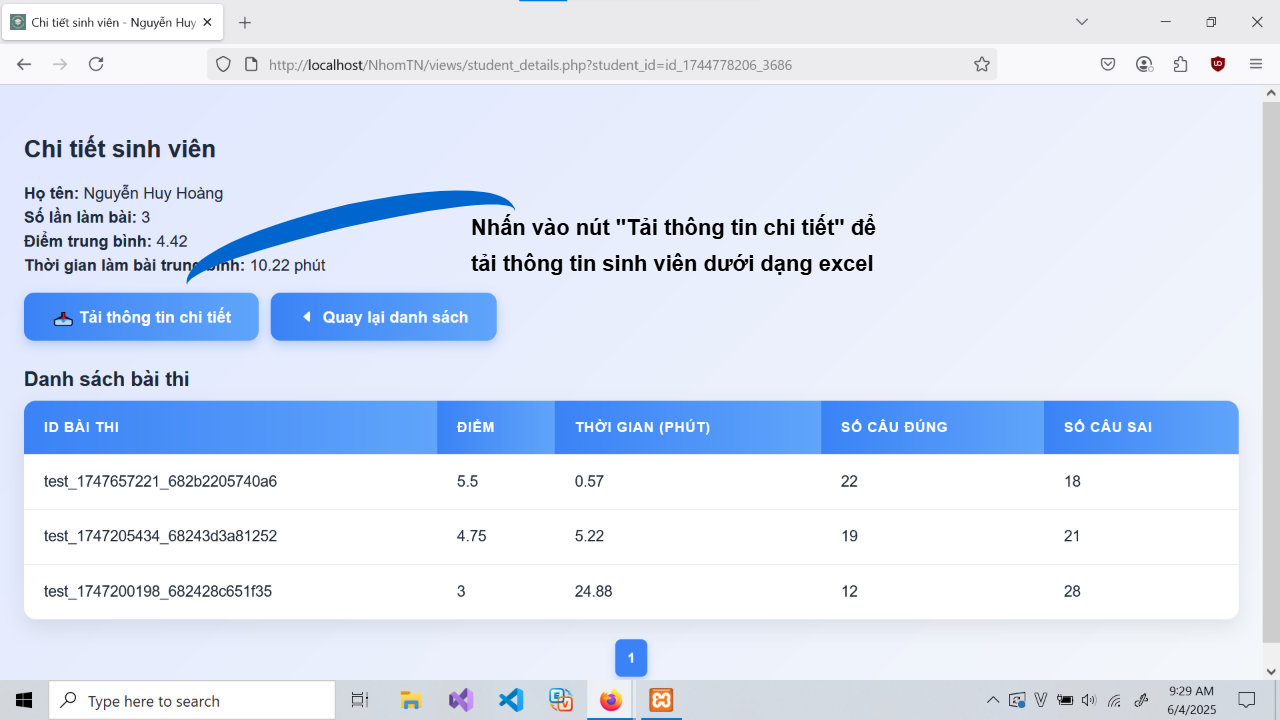 Chi tiết sinh viên - Nguyễn Huy
http://localhost/NhomTN/views/student_details.php?student_id=id_1744778206_3686
Chi tiết sinh viên
Họ tên: Nguyễn Huy Hoàng
Số lần làm bài: 3
Điểm trung bình: 4.42
Thời gian làm bài trung bình: 10.22 phút
Nhấn vào nút "Tải thông tin chi tiết" để
tải thông tin sinh viên dưới dạng excel
Tải thông tin chi tiết
Quay lại danh sách
Danh sách bài thi
ID BÀI THI ĐIỂM THỜI GIAN (PHÚT) SỐ CÂU ĐÚNG SỐ CÂU SAI
test_1747657221_682b2205740a6 5.5 0.57 22 18
test_1747205434_68243d3a81252 4.75 5.22 19 21
test_1747200198_682428c651f35 3 24.88 12 28
1
Type here to search
9:29 AM
6/4/2025